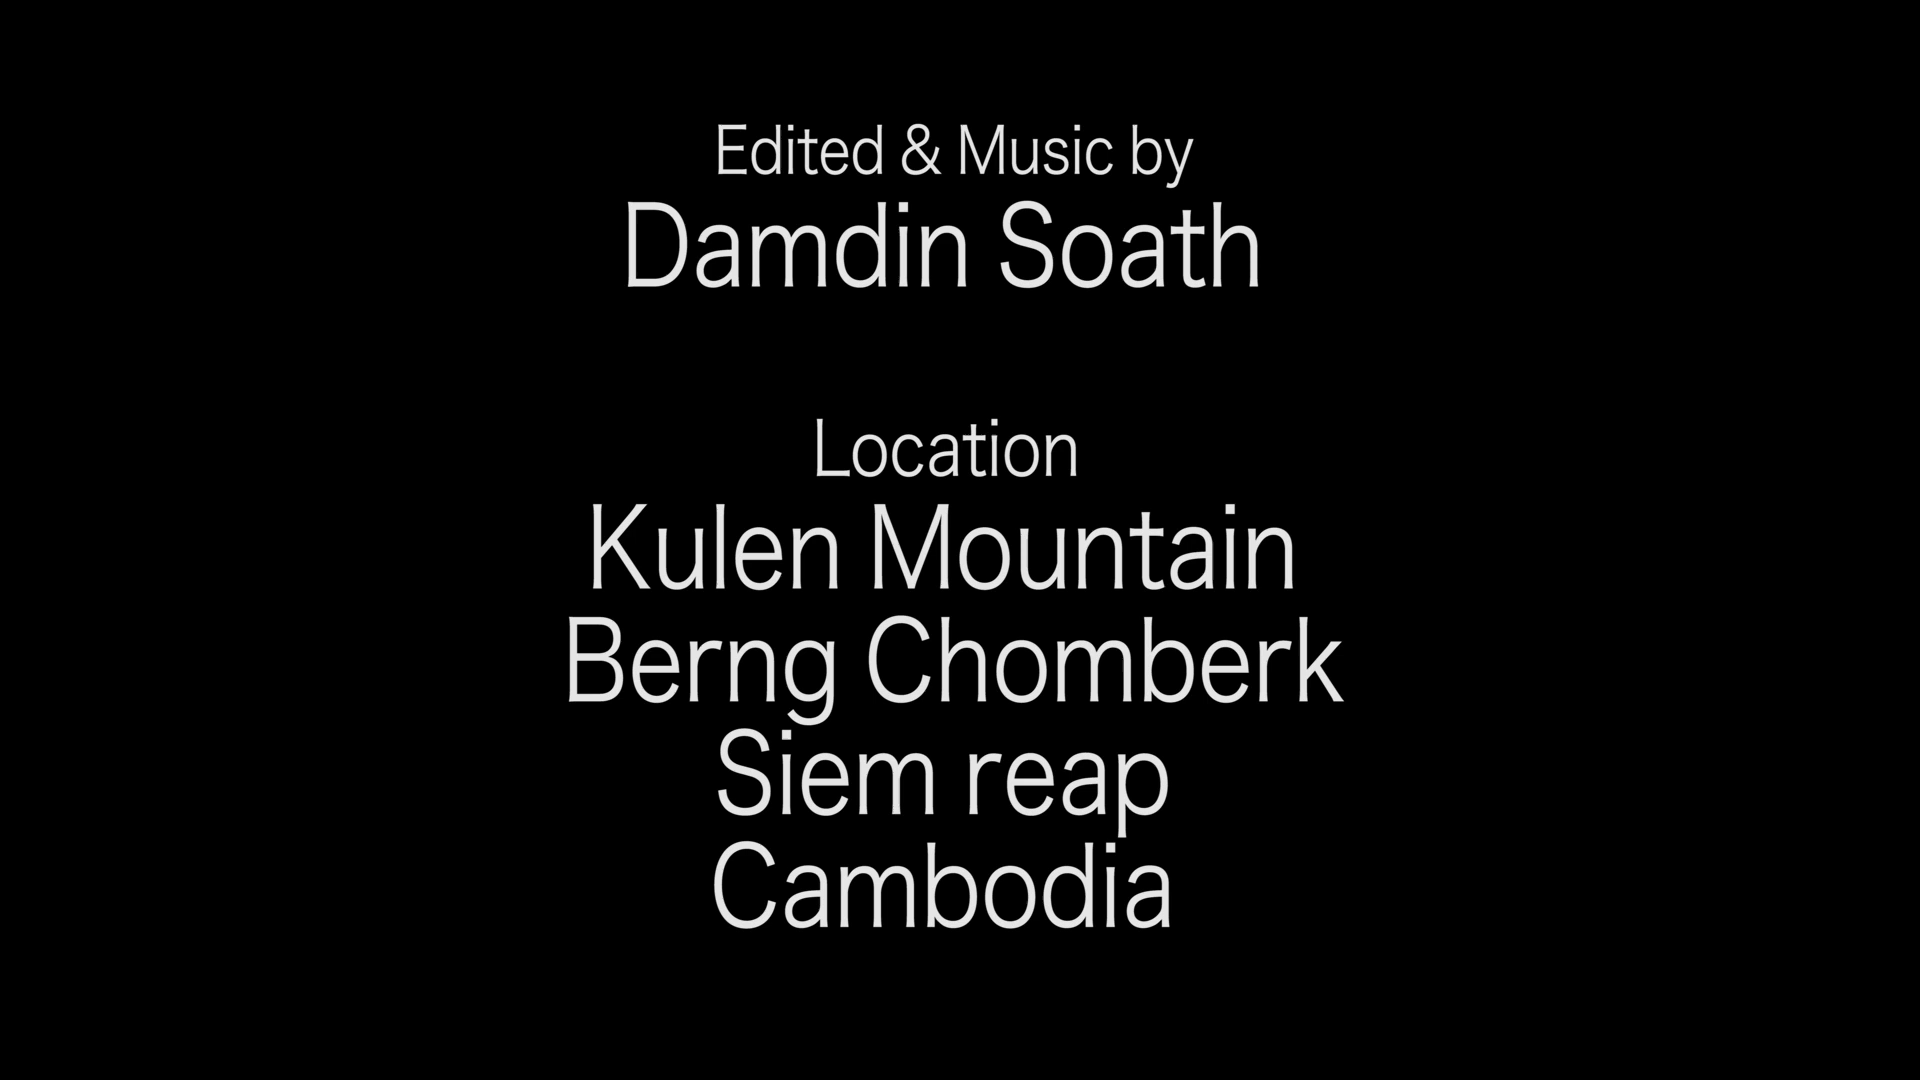 Edited & Music by
Damdin Soath
Location
Kulen Mountain
Berng Chomberk
Siem reap
Cambodia